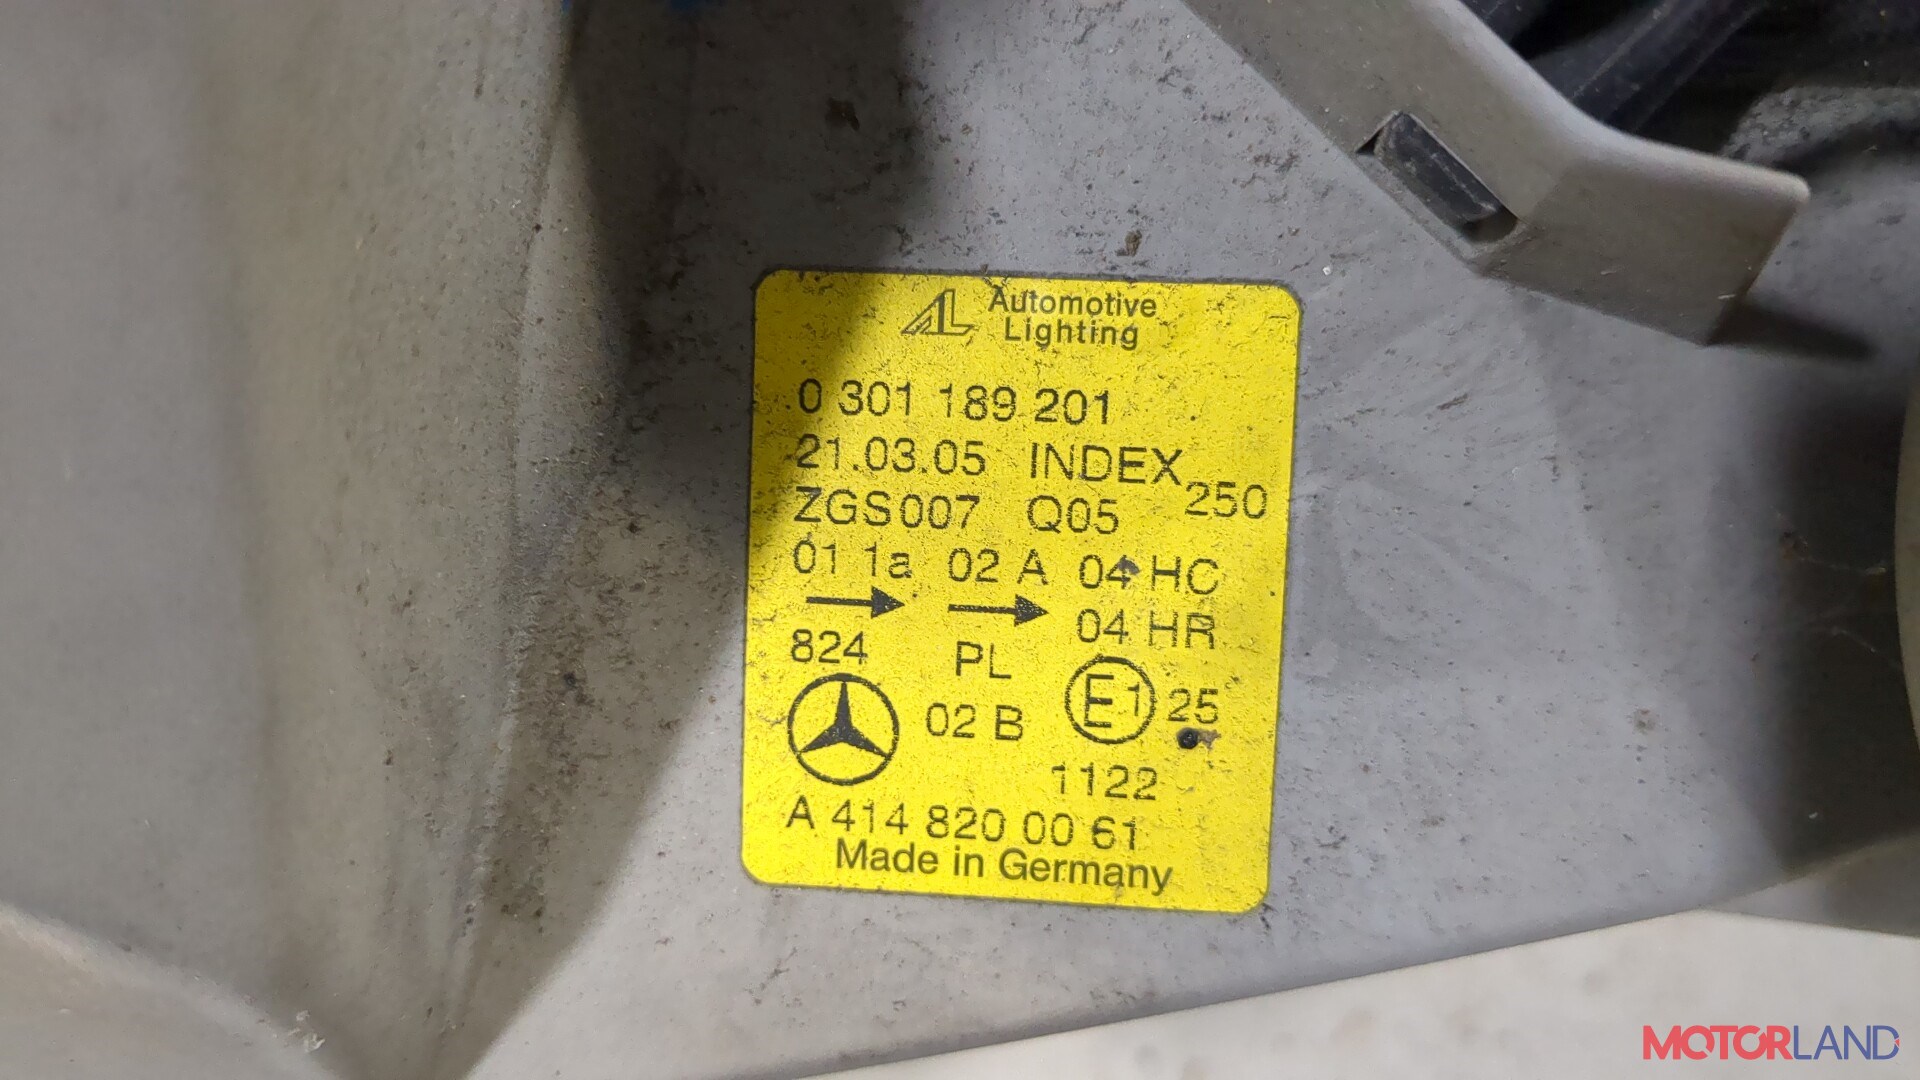 AL Automotive
Lighting
0 301 189 201
21.03.05 INDEX 250
ZGS007 Q05
01 1a 02 A 04 HC
04 HR
824 PL
02 B E1 25
1122
A 414 820 00 61
Made in Germany
MOTORLAND